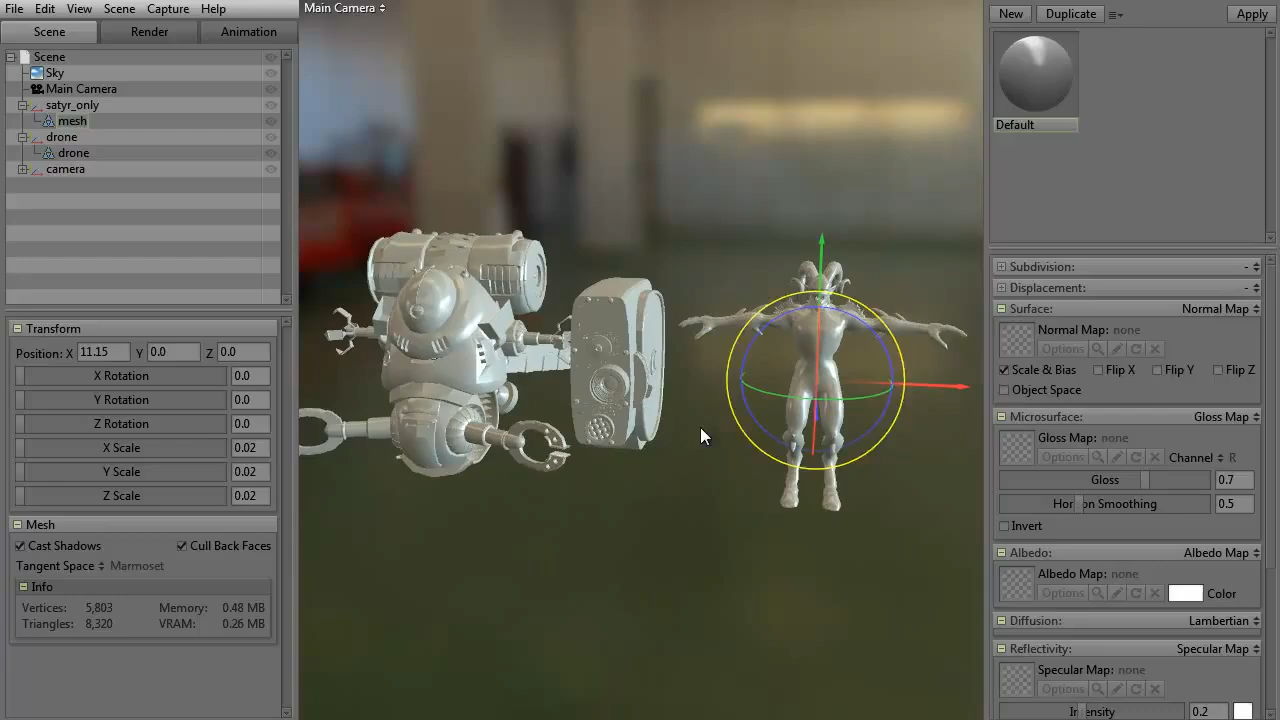 File Edit Scene Capture Help
Scene Render Animation
Scene
Sky
Main Camera
satyr_only
mesh
drone
drone
camera
Transform
Position: X 11.15 Y 0.0 Z 0.0
X Rotation 0.0
Y Rotation 0.0
Z Rotation 0.0
X Scale 0.02
Y Scale 0.02
Z Scale 0.02
Mesh
Cast Shadows Cull Back Faces
Tangent Space Marmoset
Info
Vertices: 5,803 Memory: 0.48 MB
Triangles: 8,320 VRAM: 0.26 MB
Main Camera
New Duplicate Apply
Default
Subdivision: -
Displacement: -
Surface: Normal Map
Normal Map: none
Options
Scale & Bias Flip X Flip Y Flip Z
Object Space
Microsurface: Gloss Map
Gloss Map: none
Options Channel R
Gloss 0.7
Smoothing 0.5
Invert
Albedo: Albedo Map
Albedo Map: none
Options Color
Diffusion: Lambertian
Reflectivity: Specular Map
Specular Map: none
Options
Intensity 0.2